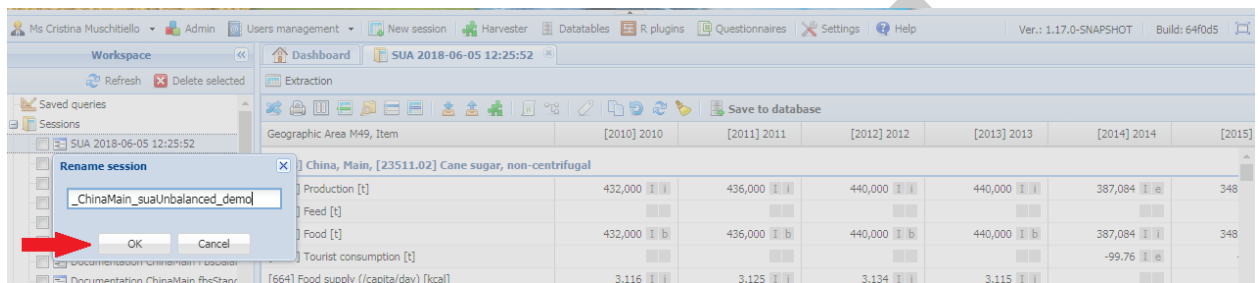 Ms Cristina Muschitiello Admin Users management New session Harvester Datatables R plugins Questionnaires Settings Help Ver.: 1.17.0-SNAPSHOT Build: 64f0d5
Workspace Dashboard SUA 2018-06-05 12:25:52
Refresh Delete selected Extraction
Saved queries Save to database
Sessions
Geographic Area M49, Item [2010] 2010 [2011] 2011 [2012] 2012 [2013] 2013 [2014] 2014 [2015]
SUA 2018-06-05 12:25:52
Rename session
] China, Main, [23511.02] Cane sugar, non-centrifugal
_ChinaMain_suaUnbalanced_demo
] Production [t] 432,000 I i 436,000 I i 440,000 I i 440,000 I i 387,084 I e 348
] Feed [t]
] Food [t] 432,000 I b 436,000 I b 440,000 I b 440,000 I b 387,084 I i 348
OK Cancel
] Tourist consumption [t] -99.76 I e
Documentation ChinaMain fbsBalan
Documentation ChinaMain fbsStand
[664] Food supply (/capita/day) [kcal] 3,116 I i 3,125 I i 3,134 I i 3,115 I i